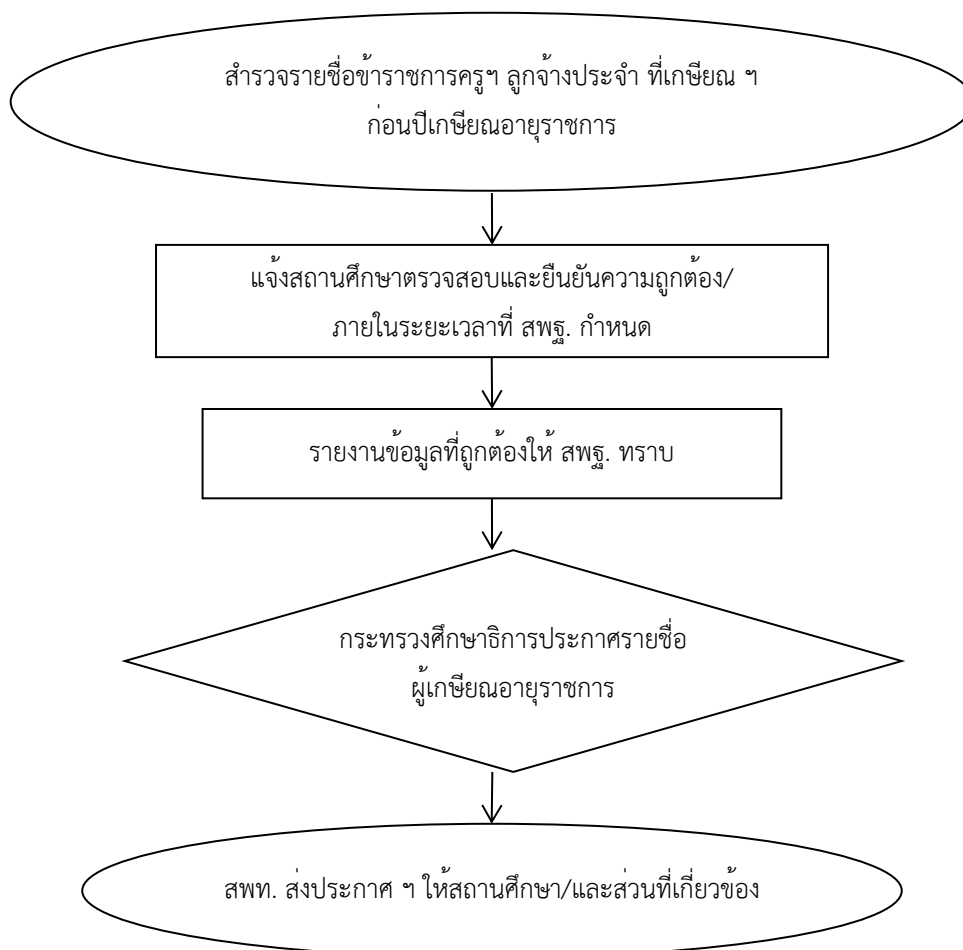 สำรวจรายชื่อข้าราชการครูฯ ลูกจ้างประจำ ที่เกษียณ ฯ
ก่อนปีเกษียณอายุราชการ
แจ้งสถานศึกษาตรวจสอบและยืนยันความถูกต้อง/
ภายในระยะเวลาที่ สพฐ. กำหนด
รายงานข้อมูลที่ถูกต้องให้ สพฐ. ทราบ
กระทรวงศึกษาธิการประกาศรายชื่อ
ผู้เกษียณอายุราชการ
สพท. ส่งประกาศ ฯ ให้สถานศึกษา/และส่วนที่เกี่ยวข้อง